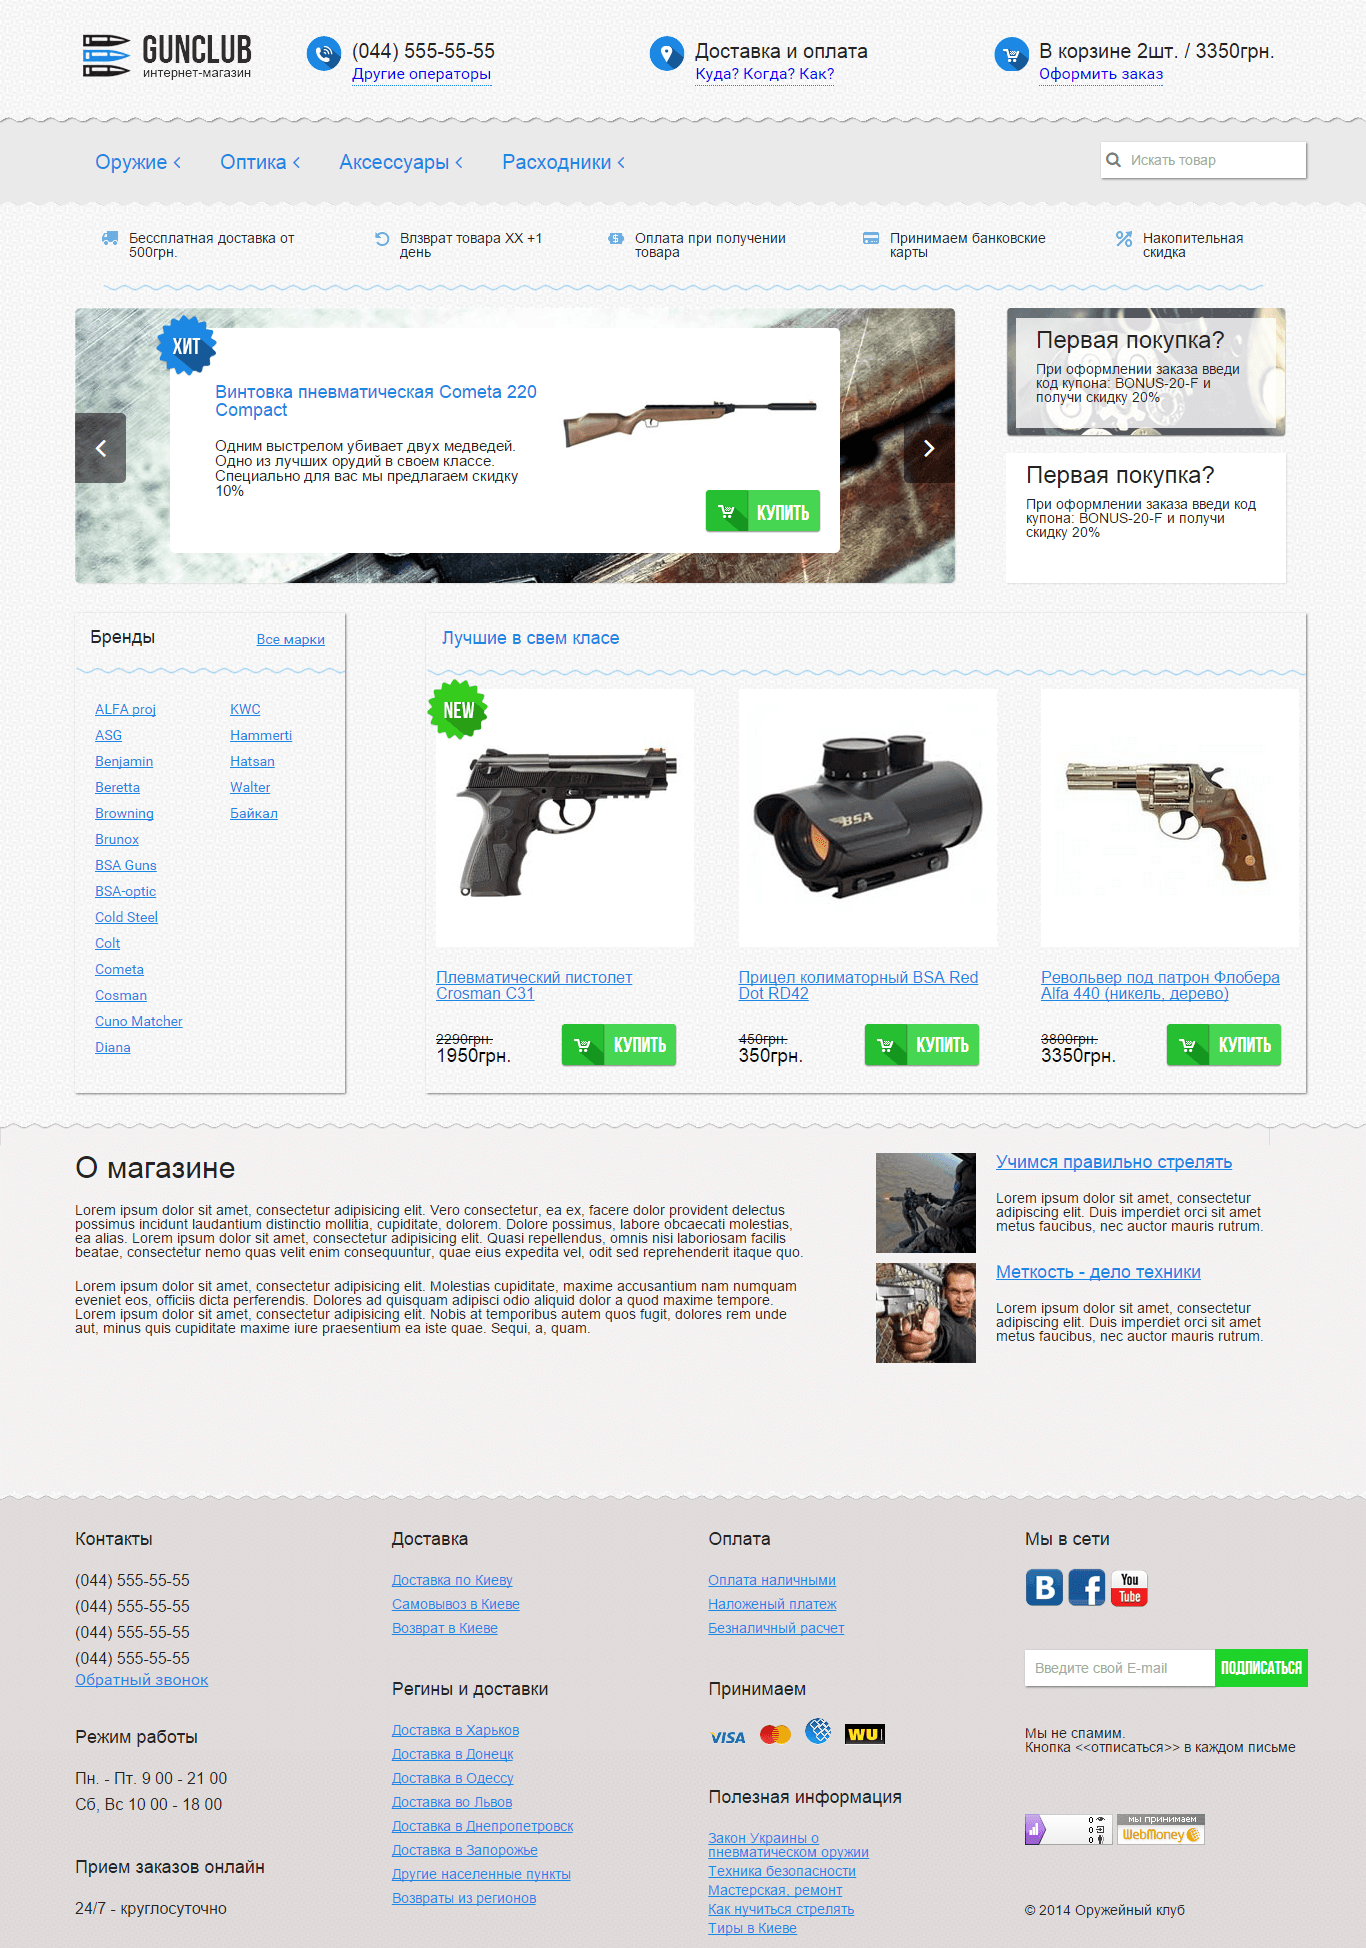 GUNCLUB
интернет-магазин
(044) 555-55-55
Другие операторы
Доставка и оплата
Куда? Когда? Как?
В корзине 2шт. / 3350грн.
Оформить заказ
Оружие <
Оптика <
Аксессуары <
Расходники <
Искать товар
Бессплатная доставка от
500грн.
Влзврат товара XX +1
день
Оплата при получении
товара
Принимаем банковские
карты
Накопительная
скидка
ХИТ
Винтовка пневматическая Cometa 220
Compact
Одним выстрелом убивает двух медведей.
Одно из лучших орудий в своем классе.
Специально для вас мы предлагаем скидку
10%
КУПИТЬ
Первая покупка?
При оформлении заказа введи
код купона: BONUS-20-F и
получи скидку 20%
Первая покупка?
При оформлении заказа введи код
купона: BONUS-20-F и получи
скидку 20%
Бренды
Все марки
ALFA proj
ASG
Benjamin
Beretta
Browning
Brunox
BSA Guns
BSA-optic
Cold Steel
Colt
Cometa
Cosman
Cuno Matcher
Diana
KWC
Hammerti
Hatsan
Walter
Байкал
Лучшие в свем класе
NEW
BSA
Плевматический пистолет
Crosman C31
2290грн.
1950грн.
КУПИТЬ
Прицел колиматорный BSA Red
Dot RD42
450грн.
350грн.
КУПИТЬ
Револьвер под патрон Флобера
Alfa 440 (никель, дерево)
3800грн.
3350грн.
КУПИТЬ
О магазине
Lorem ipsum dolor sit amet, consectetur adipisicing elit. Vero consectetur, ea ex, facere dolor provident delectus
possimus incidunt laudantium distinctio mollitia, cupiditate, dolorem. Dolore possimus, labore obcaecati molestias,
ea alias. Lorem ipsum dolor sit amet, consectetur adipisicing elit. Quasi repellendus, omnis nisi laboriosam facilis
beatae, consectetur nemo quas velit enim consequuntur, quae eius expedita vel, odit sed reprehenderit itaque quo.
Lorem ipsum dolor sit amet, consectetur adipisicing elit. Molestias cupiditate, maxime accusantium nam numquam
eveniet eos, officiis dicta perferendis. Dolores ad quisquam adipisci odio aliquid dolor a quod maxime tempore.
Lorem ipsum dolor sit amet, consectetur adipisicing elit. Nobis at temporibus autem quos fugit, dolores rem unde
aut, minus quis cupiditate maxime iure praesentium ea iste quae. Sequi, a, quam.
Учимся правильно стрелять
Lorem ipsum dolor sit amet, consectetur
adipiscing elit. Duis imperdiet orci sit amet
metus faucibus, nec auctor mauris rutrum.
Меткость - дело техники
Lorem ipsum dolor sit amet, consectetur
adipiscing elit. Duis imperdiet orci sit amet
metus faucibus, nec auctor mauris rutrum.
Контакты
(044) 555-55-55
(044) 555-55-55
(044) 555-55-55
(044) 555-55-55
Обратный звонок
Режим работы
Пн. - Пт. 9 00 - 21 00
Сб, Вс 10 00 - 18 00
Прием заказов онлайн
24/7 - круглосуточно
Доставка
Доставка по Киеву
Самовывоз в Киеве
Возврат в Киеве
Регины и доставки
Доставка в Харьков
Доставка в Донецк
Доставка в Одессу
Доставка во Львов
Доставка в Днепропетровск
Доставка в Запорожье
Другие населенные пункты
Возвраты из регионов
Оплата
Оплата наличными
Наложеный платеж
Безналичный расчет
Принимаем
VISA
WU
Полезная информация
Закон Украины о
пневматическом оружии
Техника безопасности
Мастерская, ремонт
Как нучиться стрелять
Тиры в Киеве
Мы в сети
В
f
You
Tube
Введите свой E-mail
ПОДПИСАТЬСЯ
Мы не спамим.
Кнопка <<отписаться>> в каждом письме
0
0
0
мы принимаем
WebMoney
© 2014 Оружейный клуб